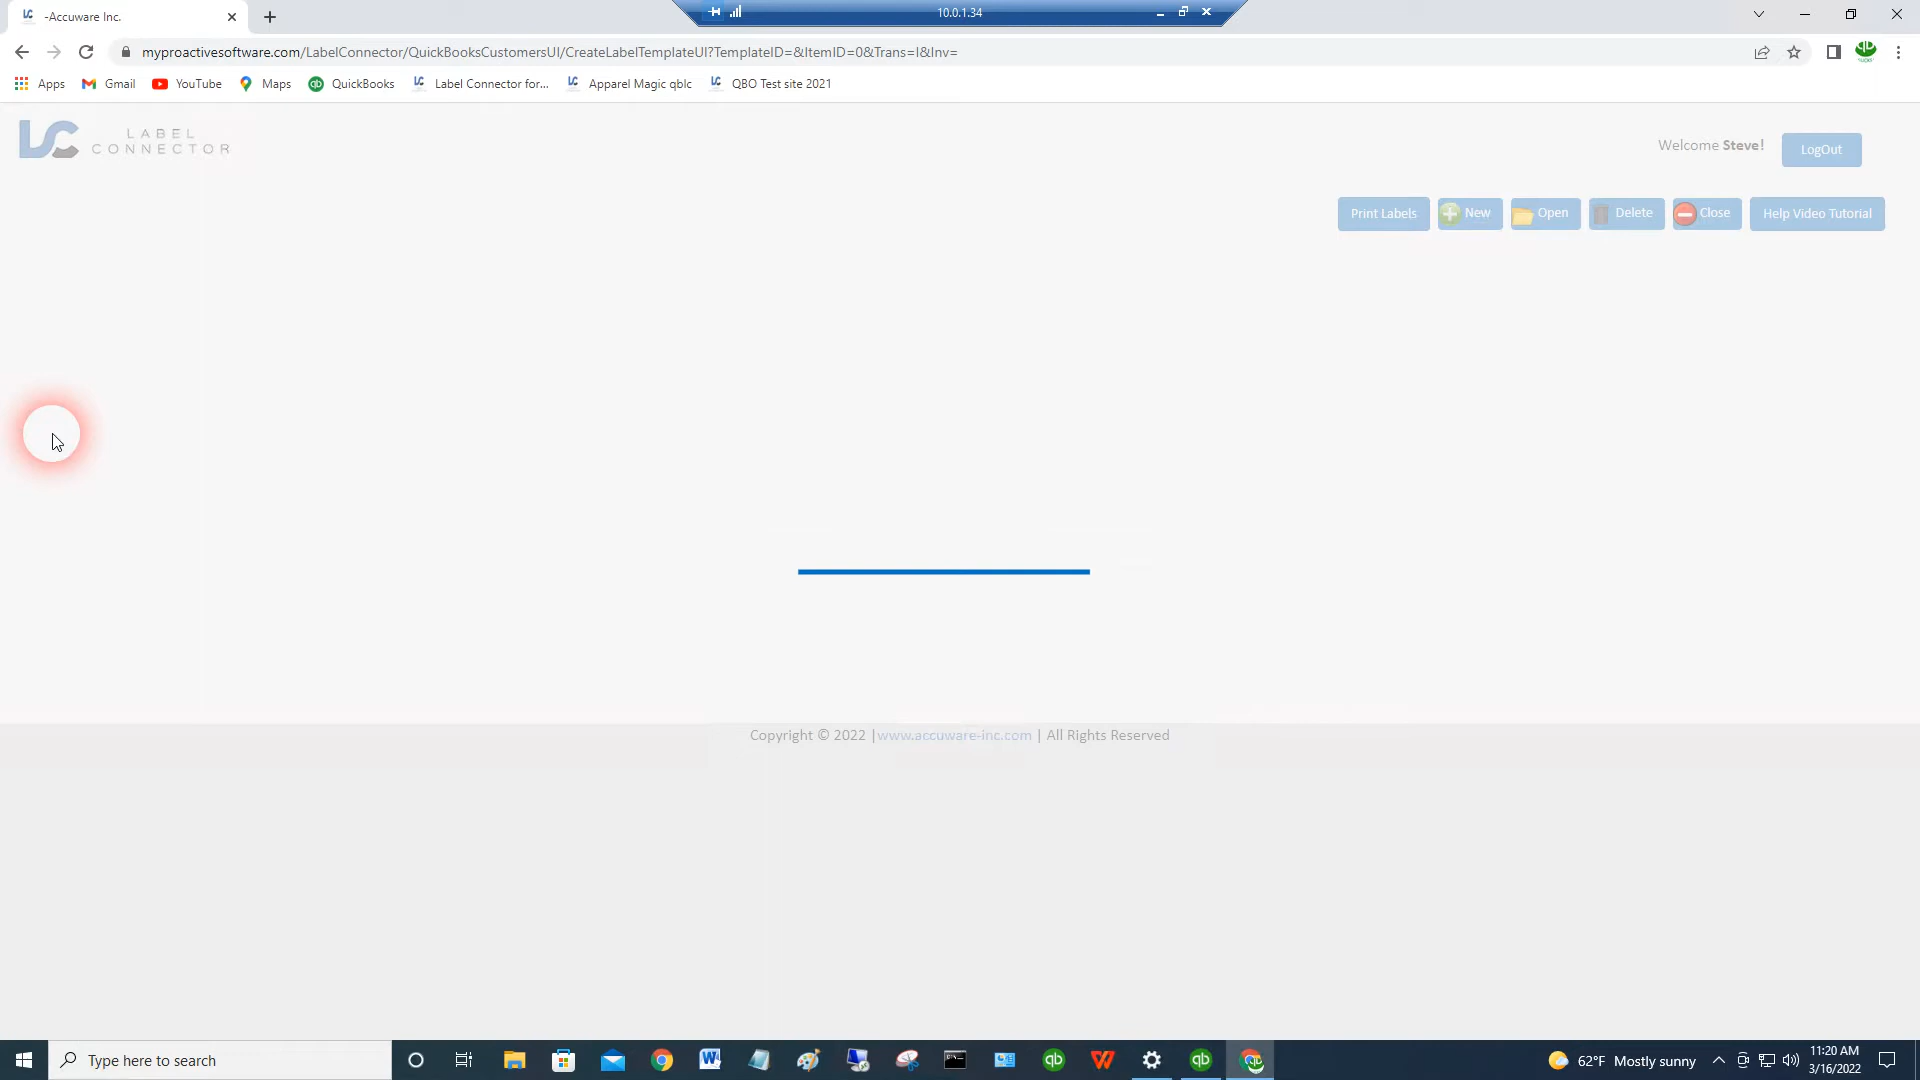 -Accuware Inc.
10.0.1.34
myproactivesoftware.com/LabelConnector/QuickBooksCustomersUI/CreateLabelTemplateUI?TemplateID=&ItemID=0&Trans=I&Inv=
Apps Gmail YouTube Maps QuickBooks Label Connector for... Apparel Magic qblc QBO Test site 2021
LABEL
CONNECTOR
Welcome Steve! LogOut
Print Labels New Open Delete Close Help Video Tutorial
Copyright © 2022 |www.accuware-inc.com | All Rights Reserved
Type here to search
62°F Mostly sunny
11:20 AM
3/16/2022